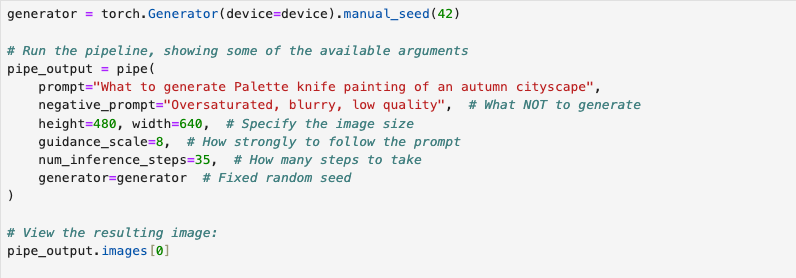 generator = torch.Generator(device=device).manual_seed(42)
# Run the pipeline, showing some of the available arguments
pipe_output = pipe(
    prompt="What to generate Palette knife painting of an autumn cityscape",
    negative_prompt="Oversaturated, blurry, low quality",  # What NOT to generate
    height=480, width=640,  # Specify the image size
    guidance_scale=8,  # How strongly to follow the prompt
    num_inference_steps=35,  # How many steps to take
    generator=generator  # Fixed random seed
)
# View the resulting image:
pipe_output.images[0]